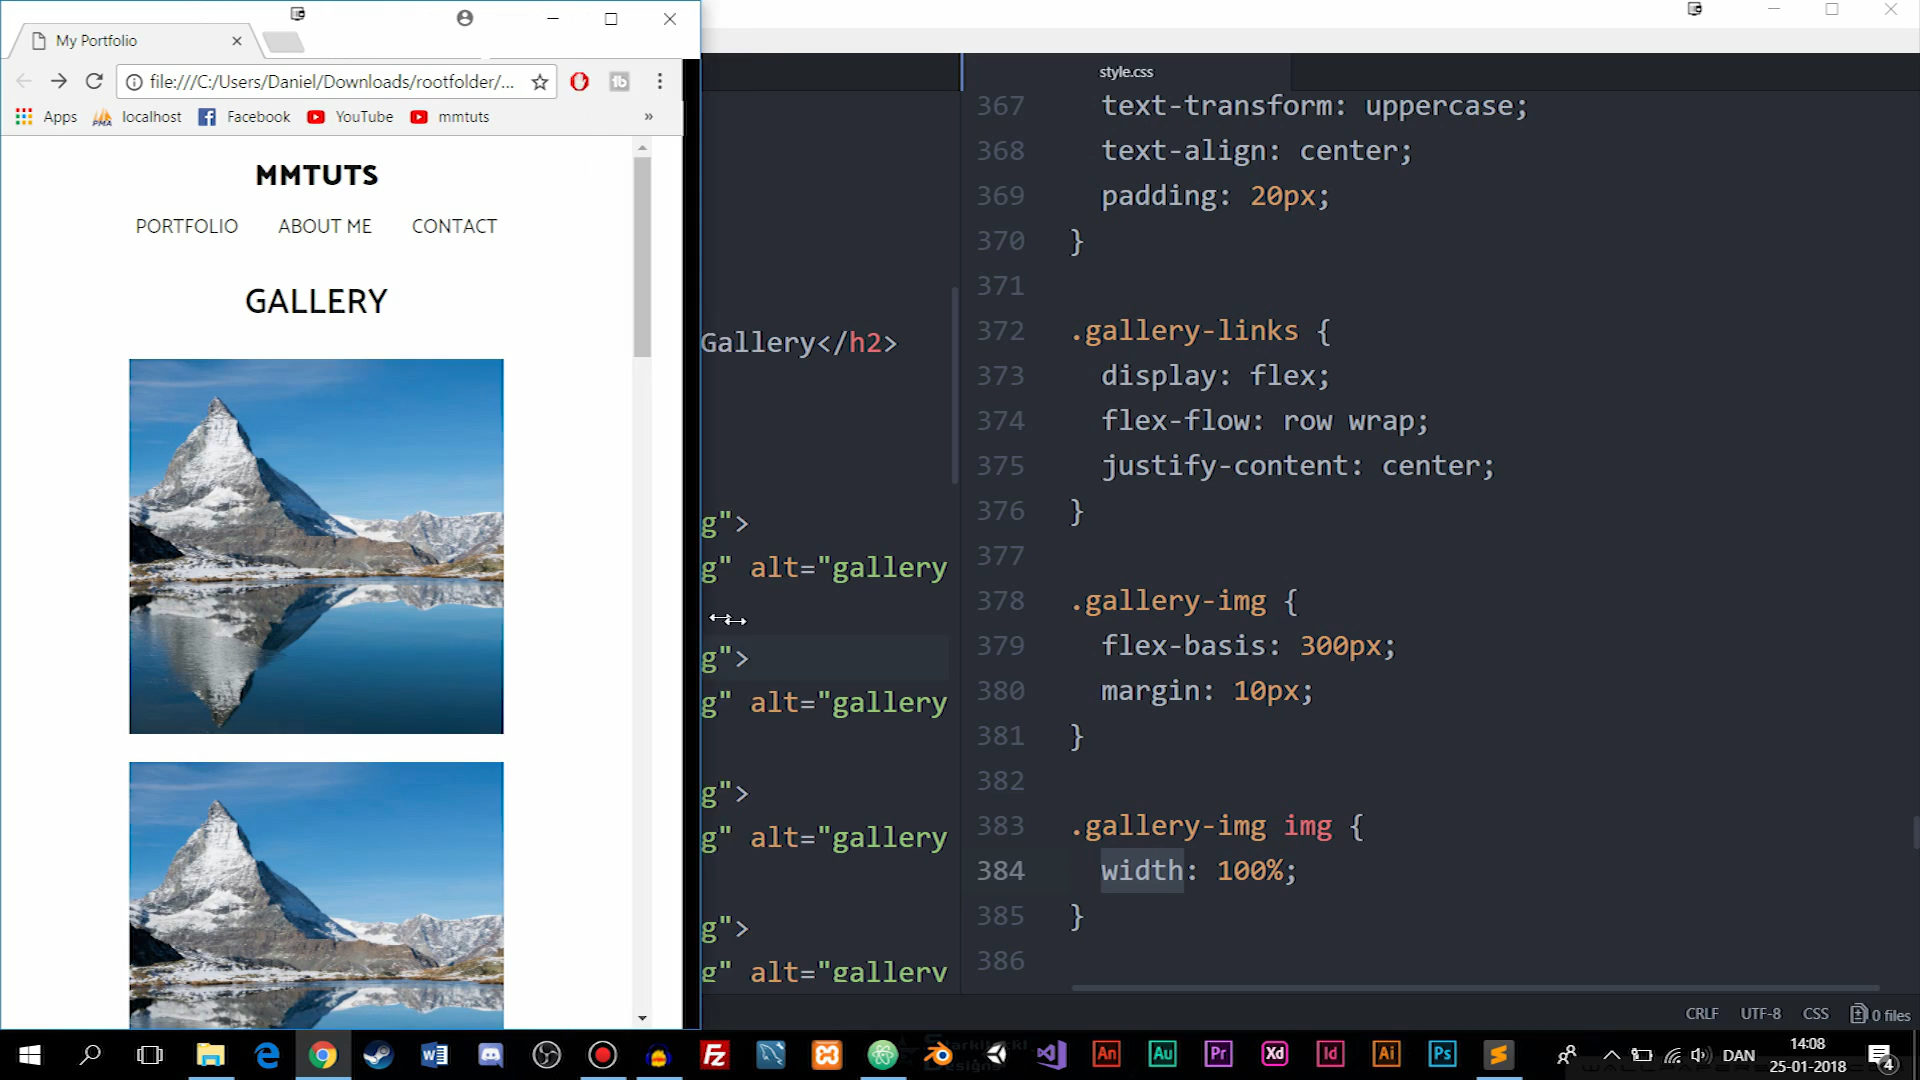 My Portfolio
file:///C:/Users/Daniel/Downloads/rootfolder/...
Apps localhost Facebook YouTube mmtuts »
MMTUTS
PORTFOLIO ABOUT ME CONTACT
GALLERY
Gallery</h2>
g">
g" alt="gallery
g">
g" alt="gallery
g">
g" alt="gallery
g">
g" alt="gallery
style.css
367 text-transform: uppercase;
368 text-align: center;
369 padding: 20px;
370 }
371
372 .gallery-links {
373 display: flex;
374 flex-flow: row wrap;
375 justify-content: center;
376 }
377
378 .gallery-img {
379 flex-basis: 300px;
380 margin: 10px;
381 }
382
383 .gallery-img img {
384 width: 100%;
385 }
386
CRLF UTF-8 CSS 0 files
DAN
14:08
25-01-2018
4